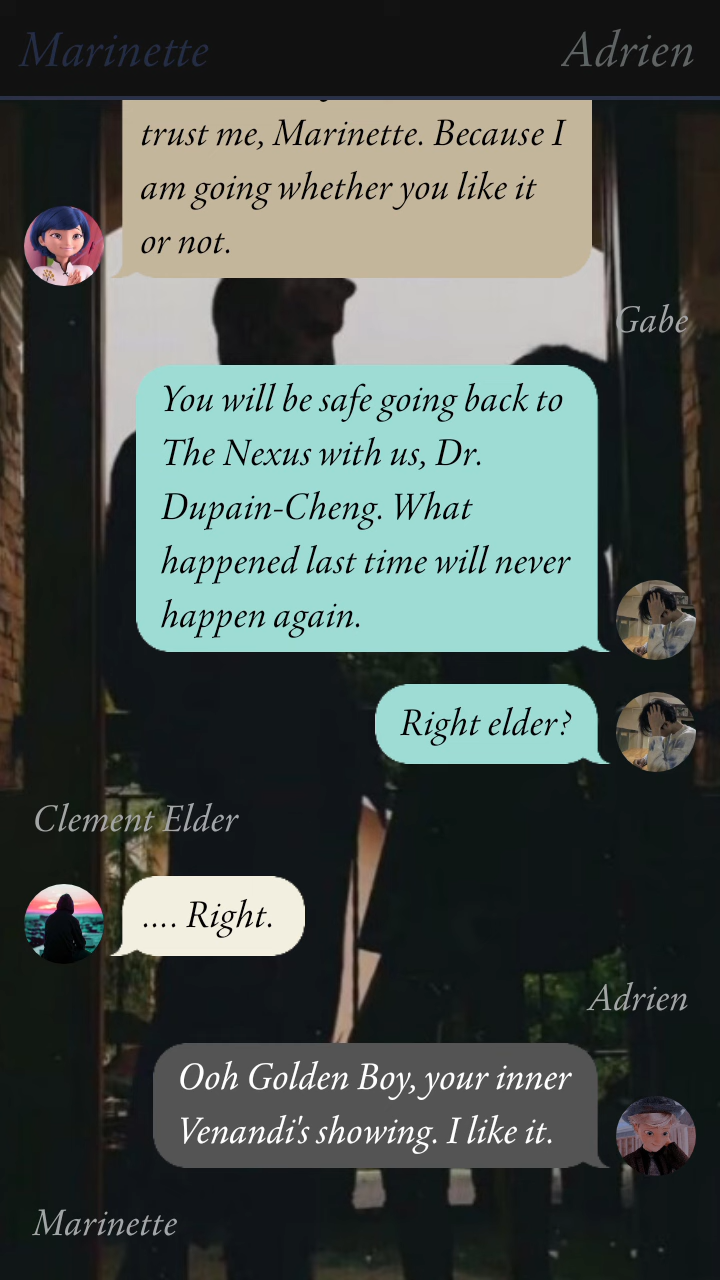 Marinette
Adrien
trust me, Marinette. Because I
am going whether you like it
or not.
Gabe
You will be safe going back to
The Nexus with us, Dr.
Dupain-Cheng. What
happened last time will never
happen again.
Right elder?
Clement Elder
.... Right.
Adrien
Ooh Golden Boy, your inner
Venandi's showing. I like it.
Marinette